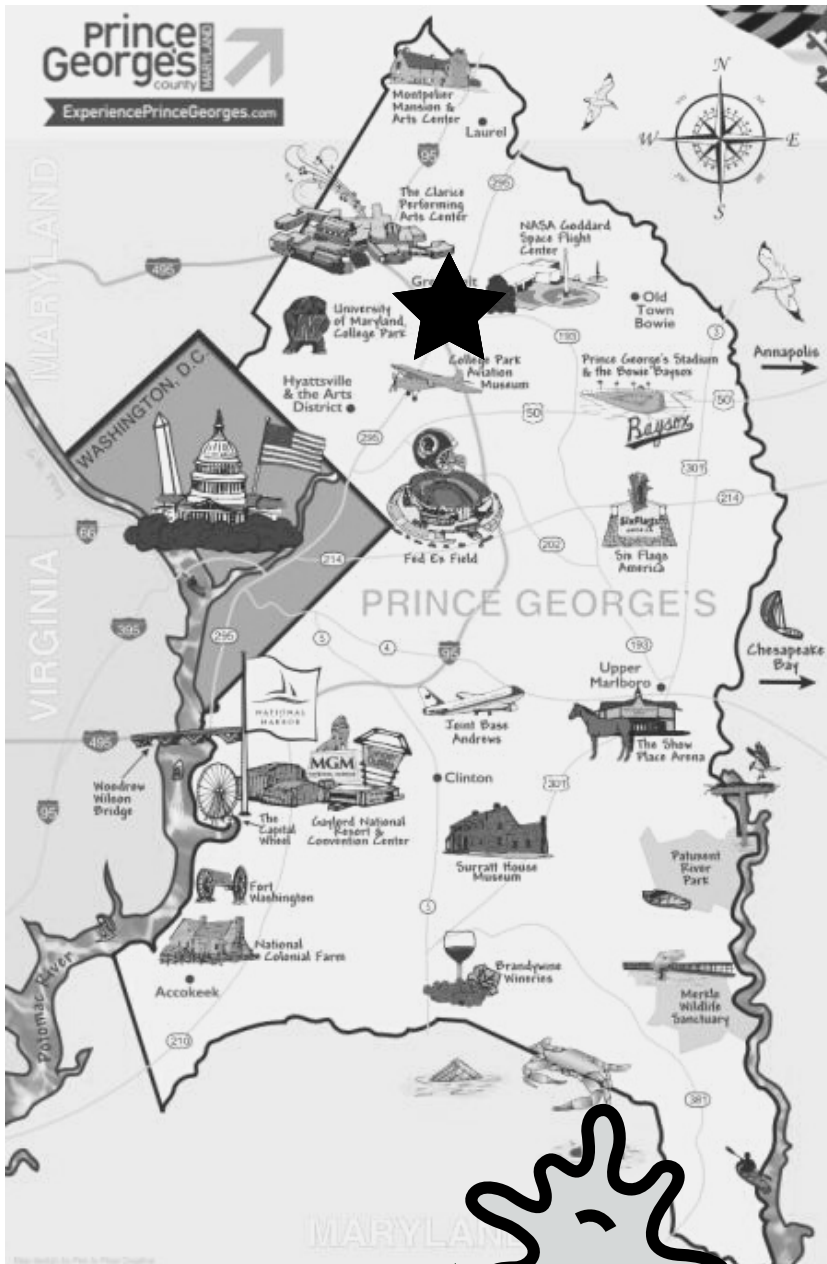 Prince
George's
county
MARYLAND
ExperiencePrinceGeorges.com
N
W
E
S
Montpelier
Mansion &
Arts Center
Laurel
95
295
The Clarice
Performing
Arts Center
NASA Goddard
Space Flight
Center
495
MARYLAND
University
of Maryland,
College Park
Old
Town
Bowie
193
3
Annapolis
WASHINGTON, D.C.
College Park
Aviation
Museum
Prince George's Stadium
& the Bowie Baysox
Hyattsville
& the Arts
District
50
50
Baysox
295
301
214
Six Flags
America
Six Flags
America
66
Fed Ex Field
202
214
PRINCE GEORGE'S
VIRGINIA
395
295
5
4
95
193
Chesapeake
Bay
Upper
Marlboro
NATIONAL
HARBOR
Joint Base
Andrews
The Show
Place Arena
495
MGM
NATIONAL HARBOR
Woodrow
Wilson
Bridge
Clinton
301
95
The
Capital
Wheel
Gaylord National
Resort &
Convention Center
Surratt House
Museum
Patuxent
River
Park
Fort
Washington
5
National
Colonial Farm
Brandywine
Wineries
Accokeek
Merkle
Wildlife
Sanctuary
Potomac River
210
381